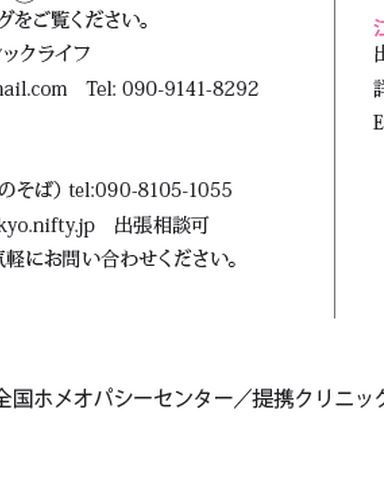 グをご覧ください。
ックライフ
nail.com Tel: 090-9141-8292
のそば） tel:090-8105-1055
kyo.nifty.jp 出張相談可
気軽にお問い合わせください。
江
出
詳
E
全国ホメオパシーセンター／提携クリニック